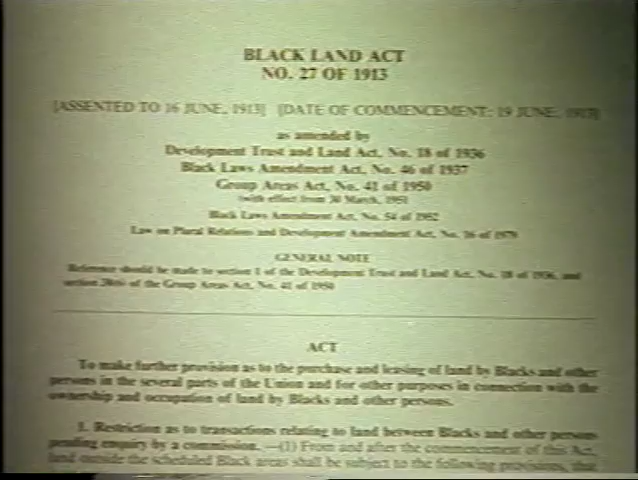 BLACK LAND ACT
NO. 27 OF 1913
[ASSENTED TO 16 JUNE, 1913] [DATE OF COMMENCEMENT: 19 JUNE, 1913]
as amended by
Development Trust and Land Act, No. 18 of 1936
Black Laws Amendment Act, No. 46 of 1937
Group Areas Act, No. 41 of 1950
(with effect from 30 March, 1951
Black Laws Amendment Act, No. 54 of 1952
Law on Plural Relations and Development Amendment Act, No. 16 of 1979
GENERAL NOTE
Reference should be made to section 1 of the Development Trust and Land Act, No. 18 of 1936, and
section of the Group Areas Act, No. 41 of 1950
ACT
To make further provision as to the purchase and leasing of land by Blacks and other
persons in the several parts of the Union and for other purposes in connection with the
ownership and occupation of land by Blacks and other persons.
1. Restriction as to transactions relating to land between Blacks and other persons
pending enquiry by a commission. —(1) From and after the commencement of this Act,
land outside the scheduled Black areas shall be subject to the following provisions, that